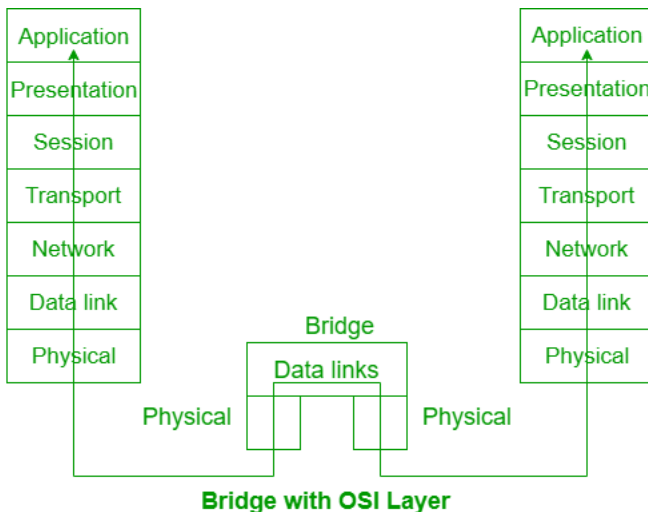 Application
Presentation
Session
Transport
Network
Data link
Physical
Application
Presentation
Session
Transport
Network
Data link
Physical
Bridge
Data links
Physical
Physical
Bridge with OSI Layer